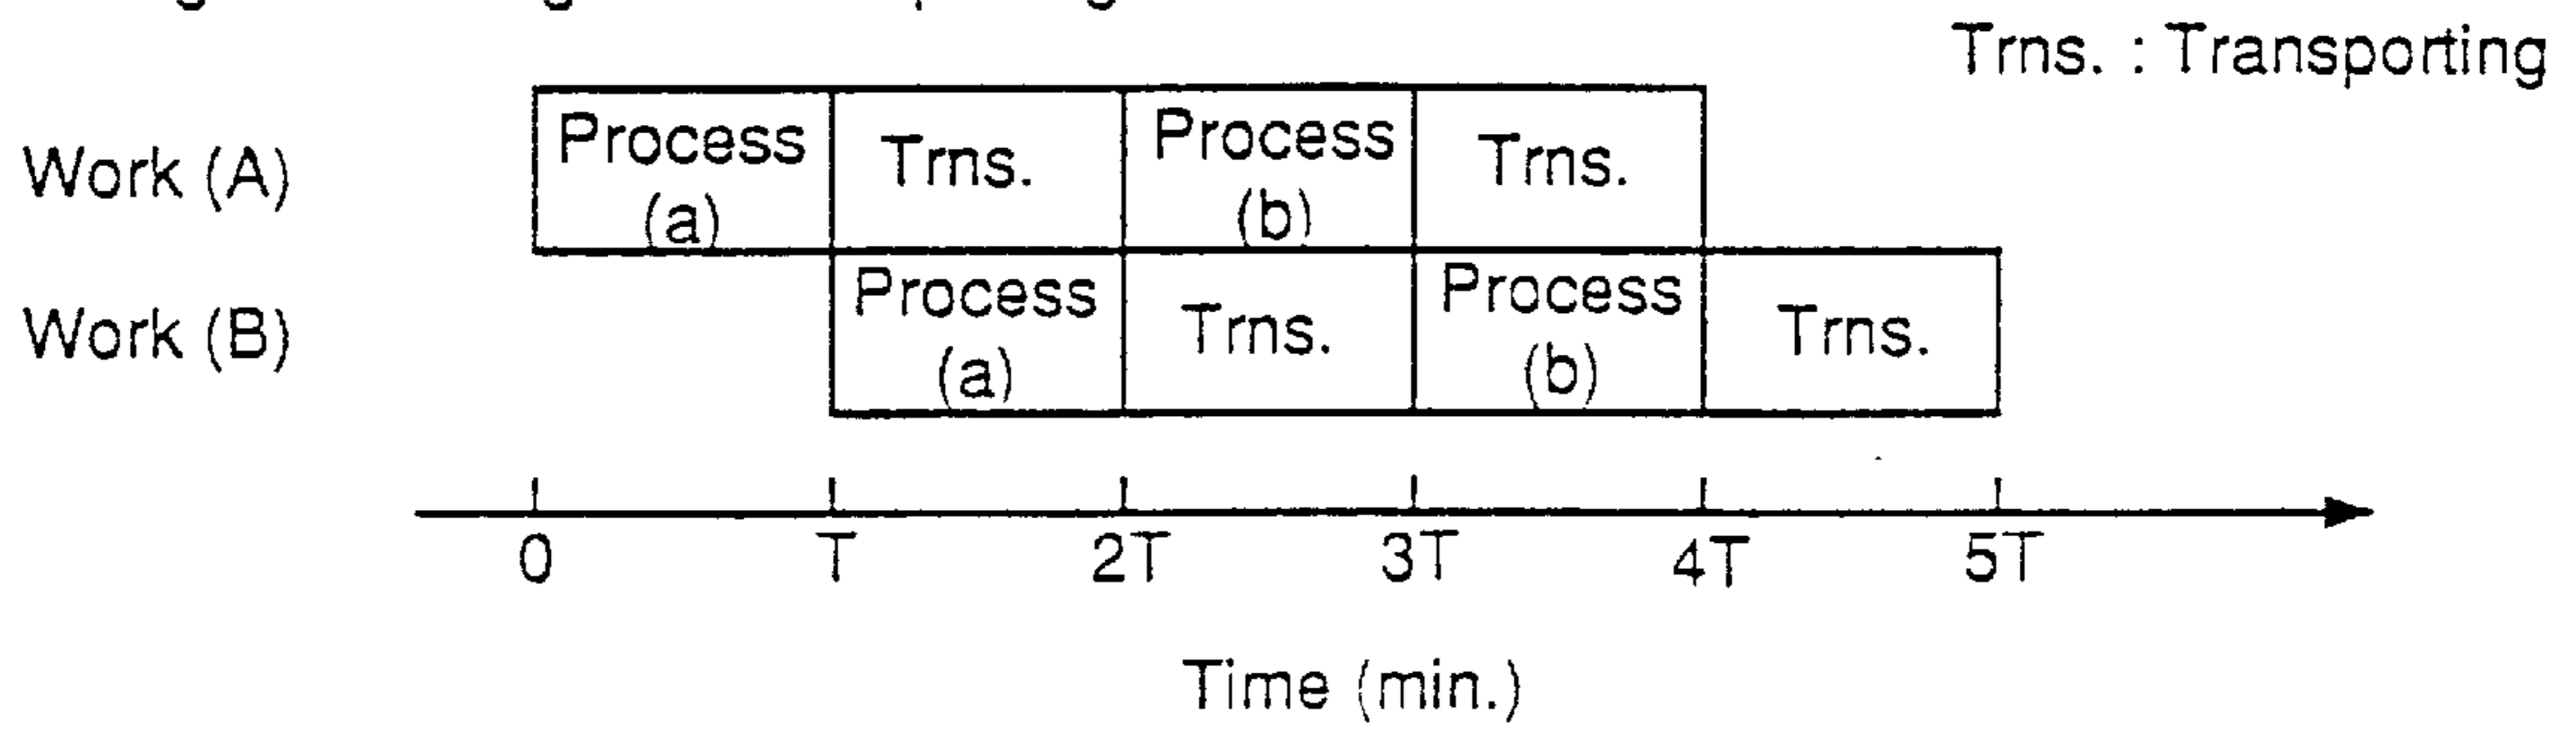 Trns. : Transporting
Work (A)
Process (a)
Trns.
Process (b)
Trns.
Work (B)
Process (a)
Trns.
Process (b)
Trns.
0 T 2T 3T 4T 5T
Time (min.)